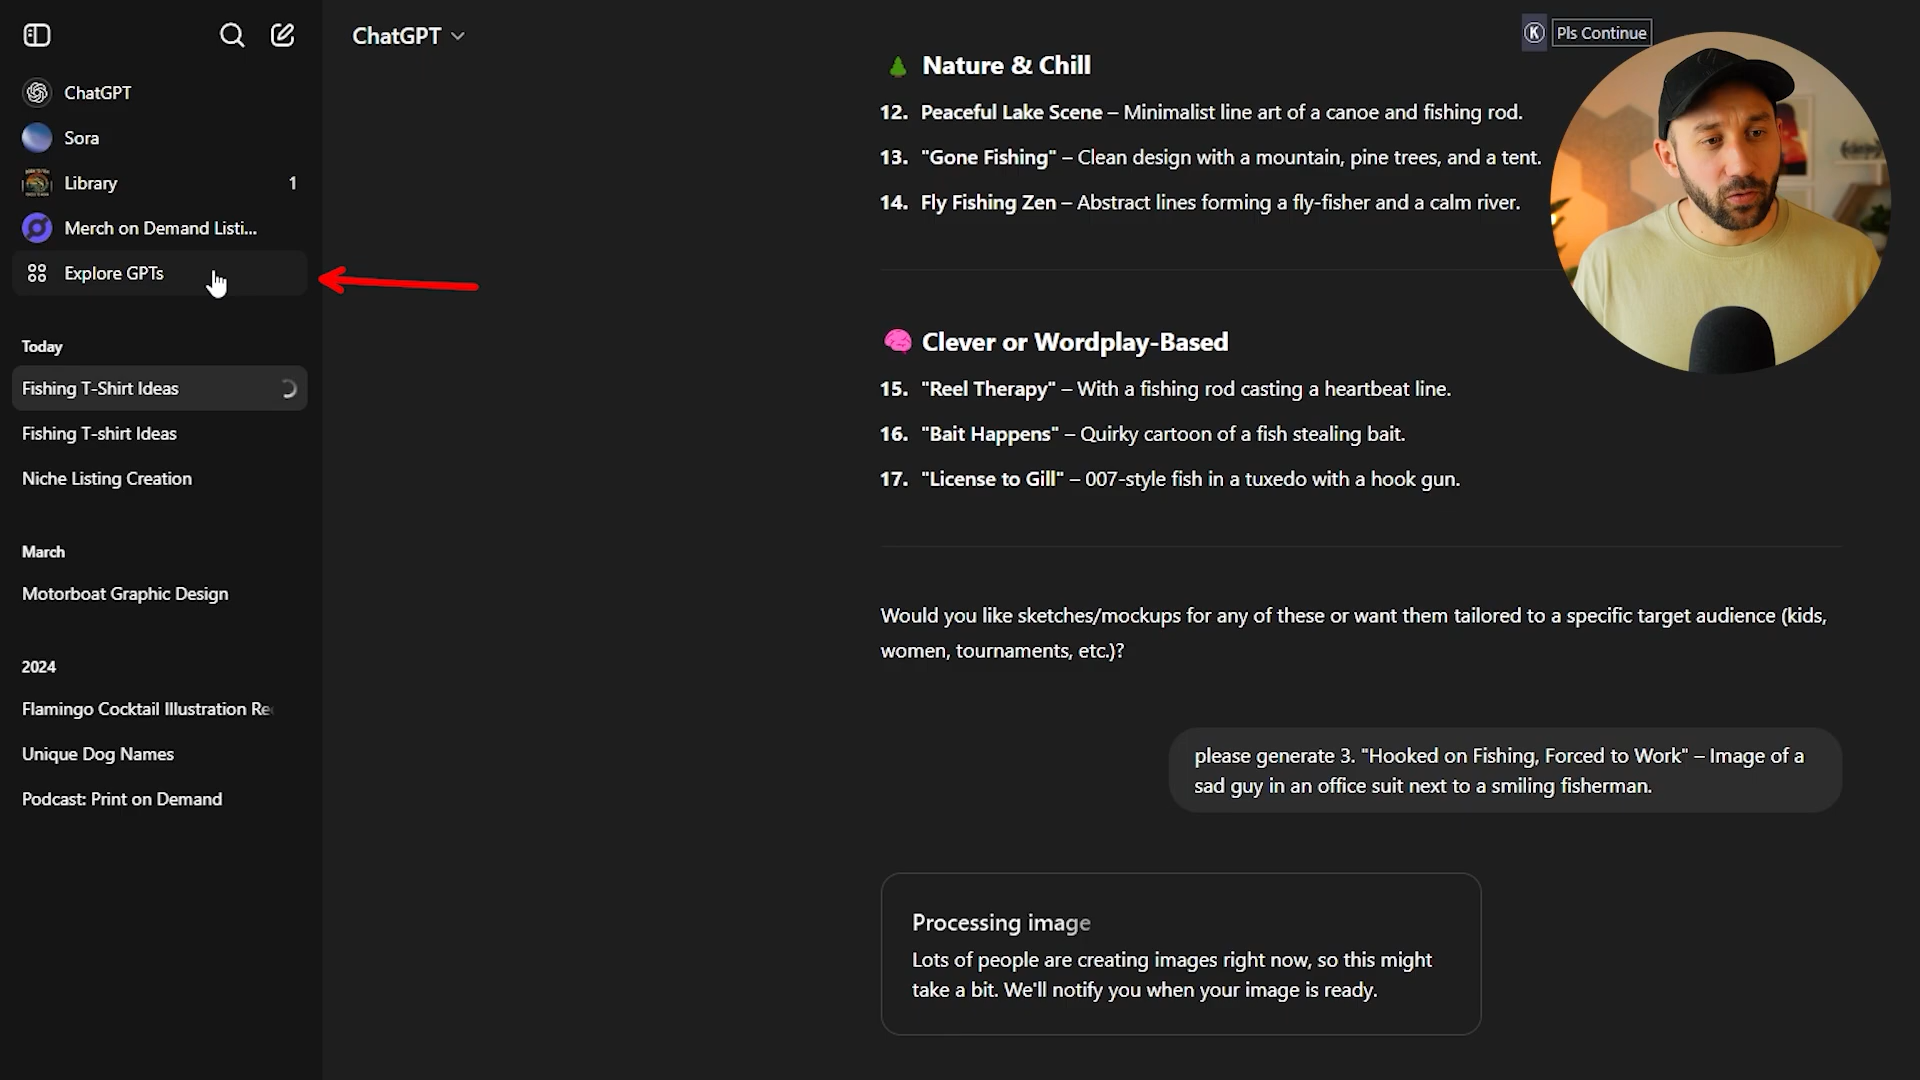 ChatGPT
Sora
Library 1
Merch on Demand Listi...
Explore GPTs
Today
Fishing T-Shirt Ideas
Fishing T-shirt Ideas
Niche Listing Creation
March
Motorboat Graphic Design
2024
Flamingo Cocktail Illustration Re
Unique Dog Names
Podcast: Print on Demand
ChatGPT
K Pls Continue
Nature & Chill
12. Peaceful Lake Scene – Minimalist line art of a canoe and fishing rod.
13. "Gone Fishing" – Clean design with a mountain, pine trees, and a tent.
14. Fly Fishing Zen – Abstract lines forming a fly-fisher and a calm river.
Clever or Wordplay-Based
15. "Reel Therapy" – With a fishing rod casting a heartbeat line.
16. "Bait Happens" – Quirky cartoon of a fish stealing bait.
17. "License to Gill" – 007-style fish in a tuxedo with a hook gun.
Would you like sketches/mockups for any of these or want them tailored to a specific target audience (kids,
women, tournaments, etc.)?
please generate 3. "Hooked on Fishing, Forced to Work" – Image of a
sad guy in an office suit next to a smiling fisherman.
Processing image
Lots of people are creating images right now, so this might
take a bit. We'll notify you when your image is ready.